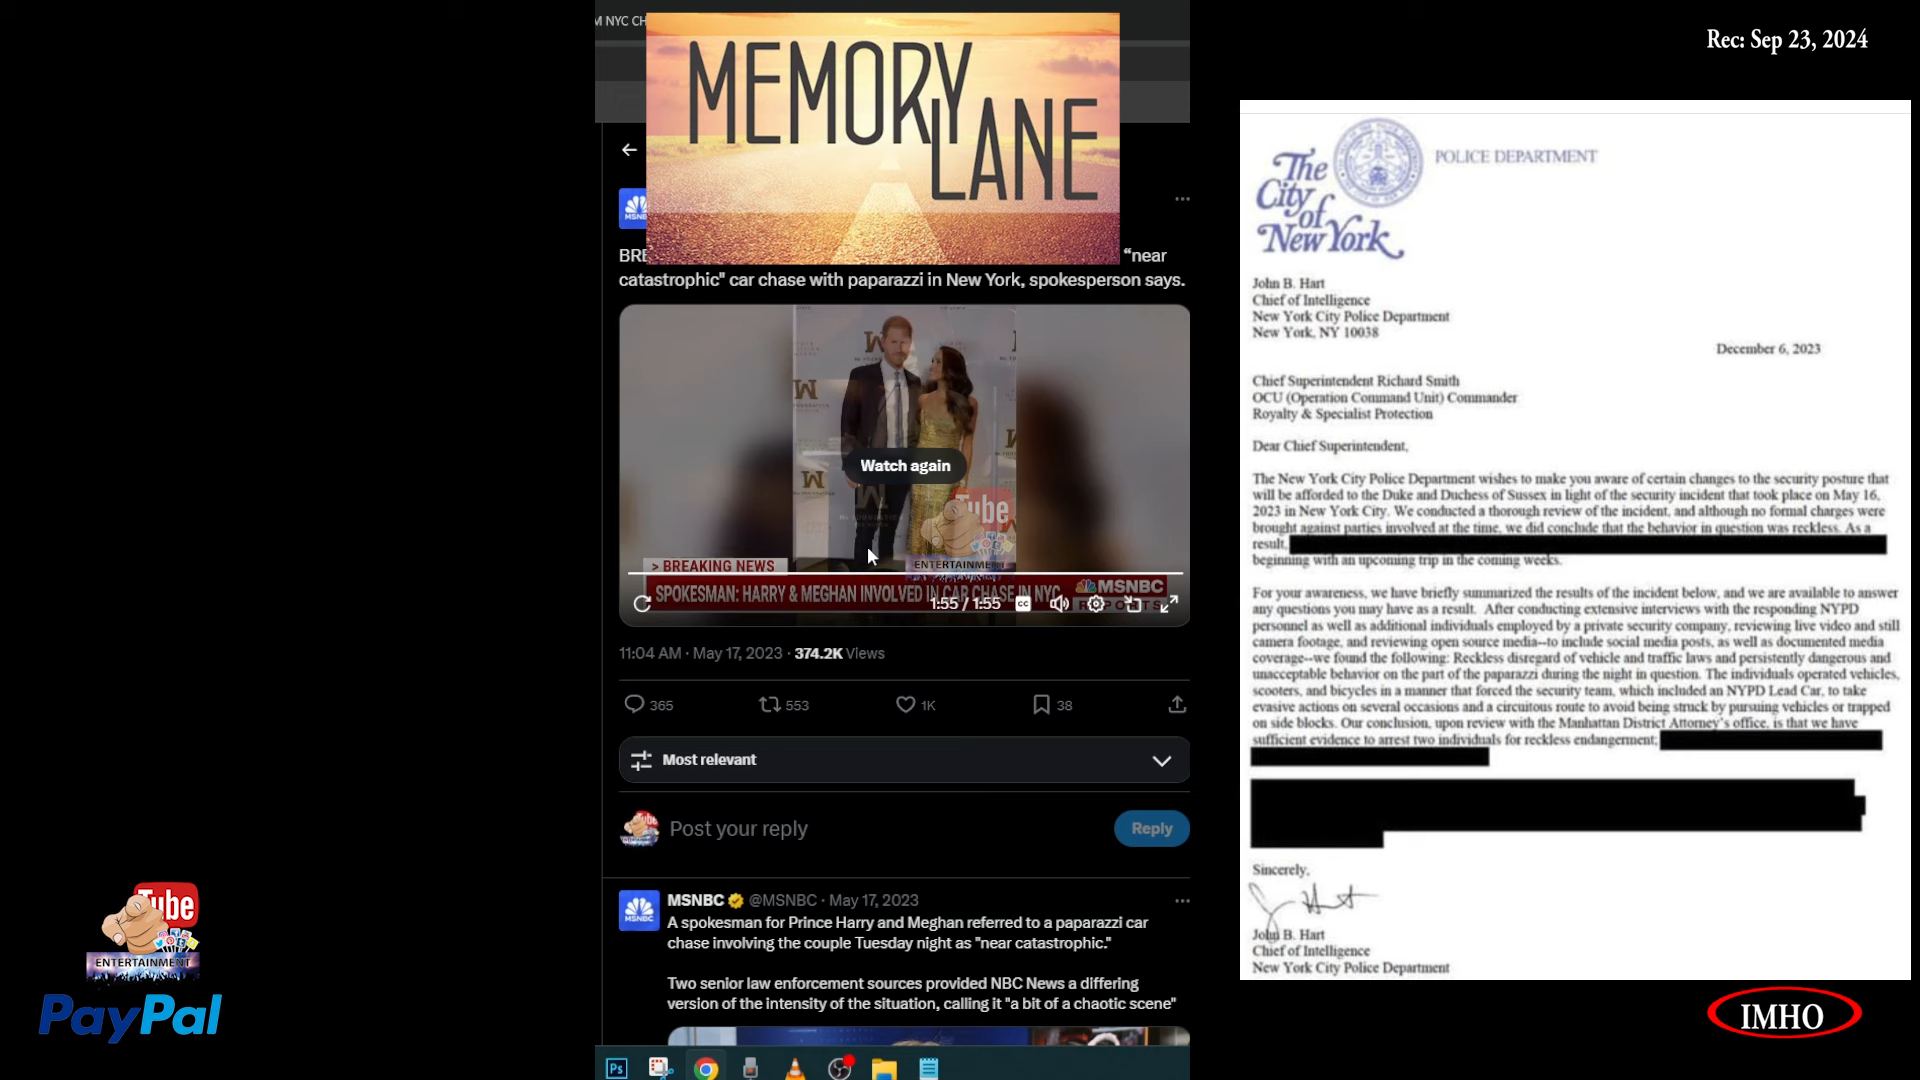 M NYC CH
MEMORY
LANE
Rec: Sep 23, 2024
MSNB
BRE
“near
catastrophic" car chase with paparazzi in New York, spokesperson says.
W
W
W
Watch again
Tube
ENTERTAINMENT
> BREAKING NEWS
SPOKESMAN: HARRY & MEGHAN INVOLVED IN CAR CHASE IN NYC
MSNBC
REPORTS
1:55 / 1:55
CC
11:04 AM · May 17, 2023 · 374.2K Views
365
553
1K
38
Most relevant
Post your reply
Reply
MSNBC @MSNBC · May 17, 2023
A spokesman for Prince Harry and Meghan referred to a paparazzi car
chase involving the couple Tuesday night as "near catastrophic."
Two senior law enforcement sources provided NBC News a differing
version of the intensity of the situation, calling it "a bit of a chaotic scene"
Ps
Tube
ENTERTAINMENT
PayPal
The
City
of
New York
POLICE DEPARTMENT
John B. Hart
Chief of Intelligence
New York City Police Department
New York, NY 10038
December 6, 2023
Chief Superintendent Richard Smith
OCU (Operation Command Unit) Commander
Royalty & Specialist Protection
Dear Chief Superintendent,
The New York City Police Department wishes to make you aware of certain changes to the security posture that
will be afforded to the Duke and Duchess of Sussex in light of the security incident that took place on May 16,
2023 in New York City. We conducted a thorough review of the incident, and although no formal charges were
brought against parties involved at the time, we did conclude that the behavior in question was reckless. As a
result,
beginning with an upcoming trip in the coming weeks.
For your awareness, we have briefly summarized the results of the incident below, and we are available to answer
any questions you may have as a result. After conducting extensive interviews with the responding NYPD
personnel as well as additional individuals employed by a private security company, reviewing live video and still
camera footage, and reviewing open source media--to include social media posts, as well as documented media
coverage--we found the following: Reckless disregard of vehicle and traffic laws and persistently dangerous and
unacceptable behavior on the part of the paparazzi during the night in question. The individuals operated vehicles,
scooters, and bicycles in a manner that forced the security team, which included an NYPD Lead Car, to take
evasive actions on several occasions and a circuitous route to avoid being struck by pursuing vehicles or trapped
on side blocks. Our conclusion, upon review with the Manhattan District Attorney's office, is that we have
sufficient evidence to arrest two individuals for reckless endangerment;
Sincerely,
John B. Hart
Chief of Intelligence
New York City Police Department
IMHO